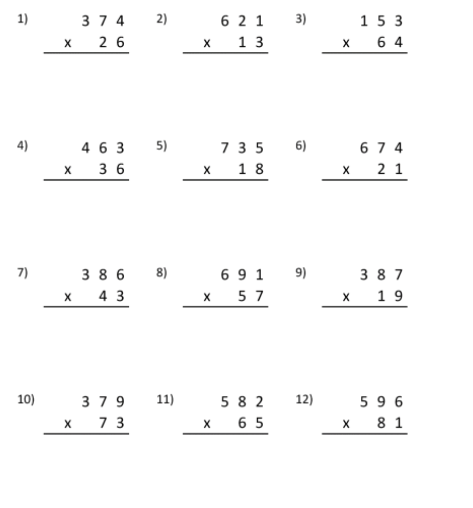 1) 3 7 4 2) 6 2 1 3) 1 5 3
x 2 6 x 1 3 x 6 4
4) 4 6 3 5) 7 3 5 6) 6 7 4
x 3 6 x 1 8 x 2 1
7) 3 8 6 8) 6 9 1 9) 3 8 7
x 4 3 x 5 7 x 1 9
10) 3 7 9 11) 5 8 2 12) 5 9 6
x 7 3 x 6 5 x 8 1